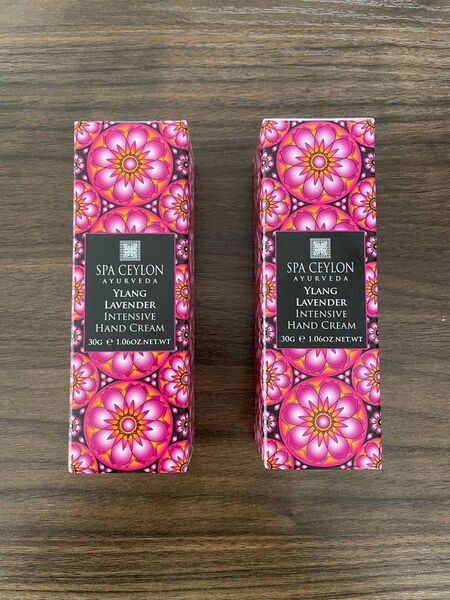 SPA CEYLON
AYURVEDA
YLANG
LAVENDER
INTENSIVE
HAND CREAM
30G ℮ 1.06OZ.NET.WT
SPA CEYLON
AYURVEDA
YLANG
LAVENDER
INTENSIVE
HAND CREAM
30G ℮ 1.06OZ.NET.WT